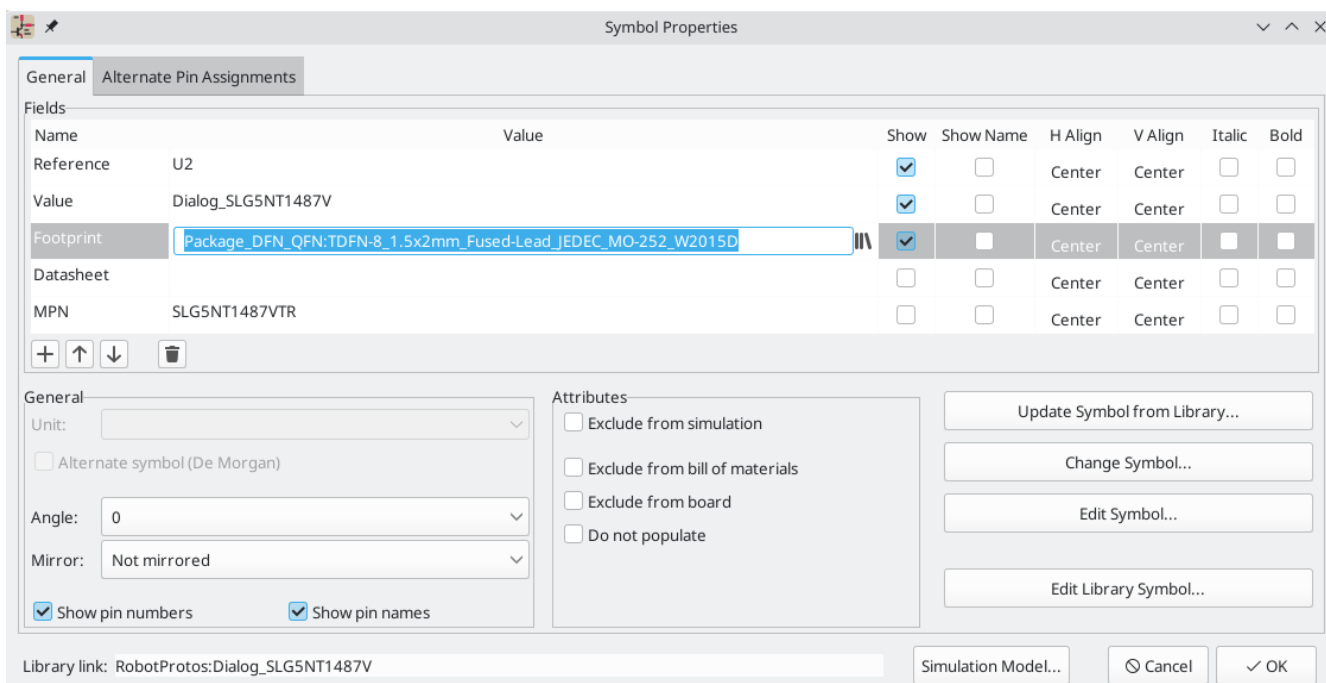 Symbol Properties
General Alternate Pin Assignments
Fields
Name Value Show Show Name H Align V Align Italic Bold
Reference U2 Center Center
Value Dialog_SLG5NT1487V Center Center
Footprint Package_DFN_QFN:TDFN-8_1.5x2mm_Fused-Lead_JEDEC_MO-252_W2015D Center Center
Datasheet Center Center
MPN SLG5NT1487VTR Center Center
General
Unit:
Alternate symbol (De Morgan)
Angle: 0
Mirror: Not mirrored
Show pin numbers Show pin names
Attributes
Exclude from simulation
Exclude from bill of materials
Exclude from board
Do not populate
Update Symbol from Library...
Change Symbol...
Edit Symbol...
Edit Library Symbol...
Library link: RobotProtos:Dialog_SLG5NT1487V Simulation Model... Cancel OK